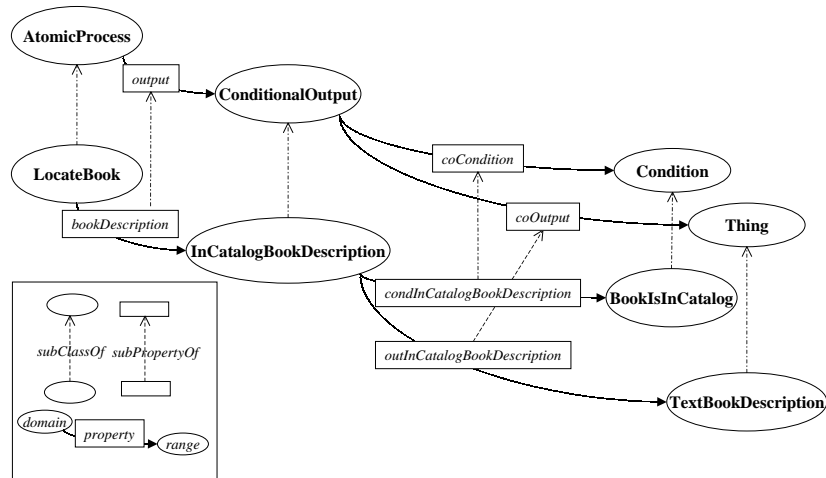 AtomicProcess
output
ConditionalOutput
coCondition
Condition
LocateBook
bookDescription
coOutput
Thing
InCatalogBookDescription
condInCatalogBookDescription
BookIsInCatalog
outInCatalogBookDescription
TextBookDescription
subClassOf
subPropertyOf
domain
property
range